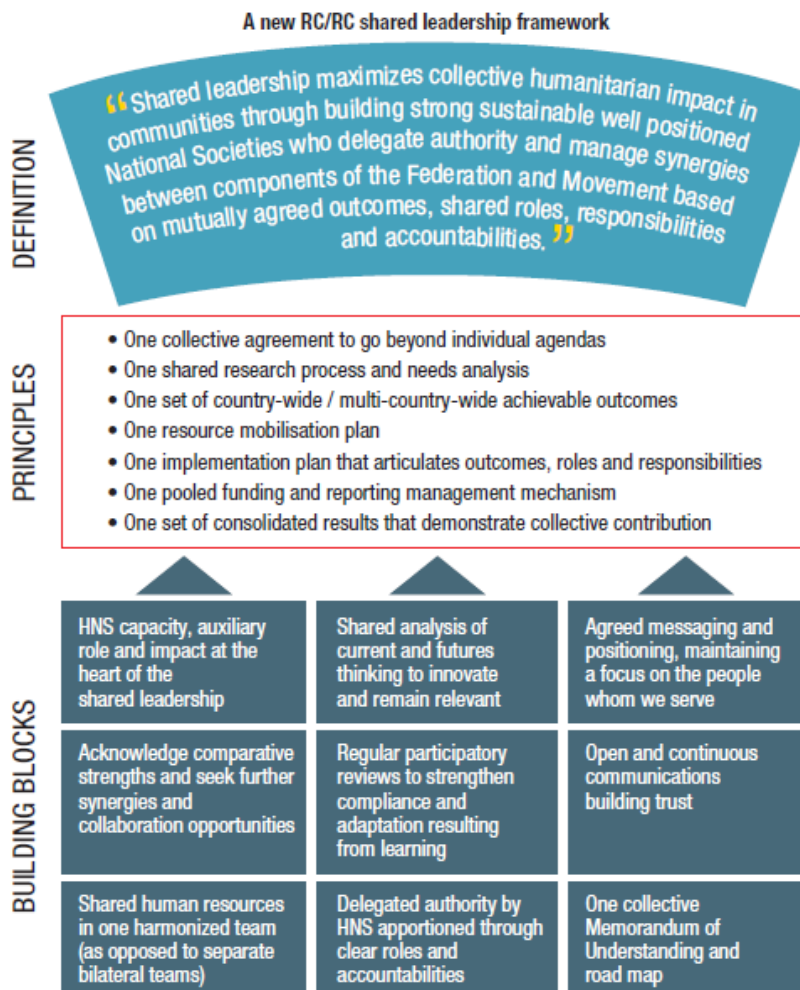 A new RC/RC shared leadership framework
DEFINITION
“Shared leadership maximizes collective humanitarian impact in
communities through building strong sustainable well positioned
National Societies who delegate authority and manage synergies
between components of the Federation and Movement based
on mutually agreed outcomes, shared roles, responsibilities
and accountabilities.”
PRINCIPLES
• One collective agreement to go beyond individual agendas
• One shared research process and needs analysis
• One set of country-wide / multi-country-wide achievable outcomes
• One resource mobilisation plan
• One implementation plan that articulates outcomes, roles and responsibilities
• One pooled funding and reporting management mechanism
• One set of consolidated results that demonstrate collective contribution
BUILDING BLOCKS
HNS capacity, auxiliary
role and impact at the
heart of the
shared leadership
Shared analysis of
current and futures
thinking to innovate
and remain relevant
Agreed messaging and
positioning, maintaining
a focus on the people
whom we serve
Acknowledge comparative
strengths and seek further
synergies and
collaboration opportunities
Regular participatory
reviews to strengthen
compliance and
adaptation resulting
from learning
Open and continuous
communications
building trust
Shared human resources
in one harmonized team
(as opposed to separate
bilateral teams)
Delegated authority by
HNS apportioned through
clear roles and
accountabilities
One collective
Memorandum of
Understanding and
road map